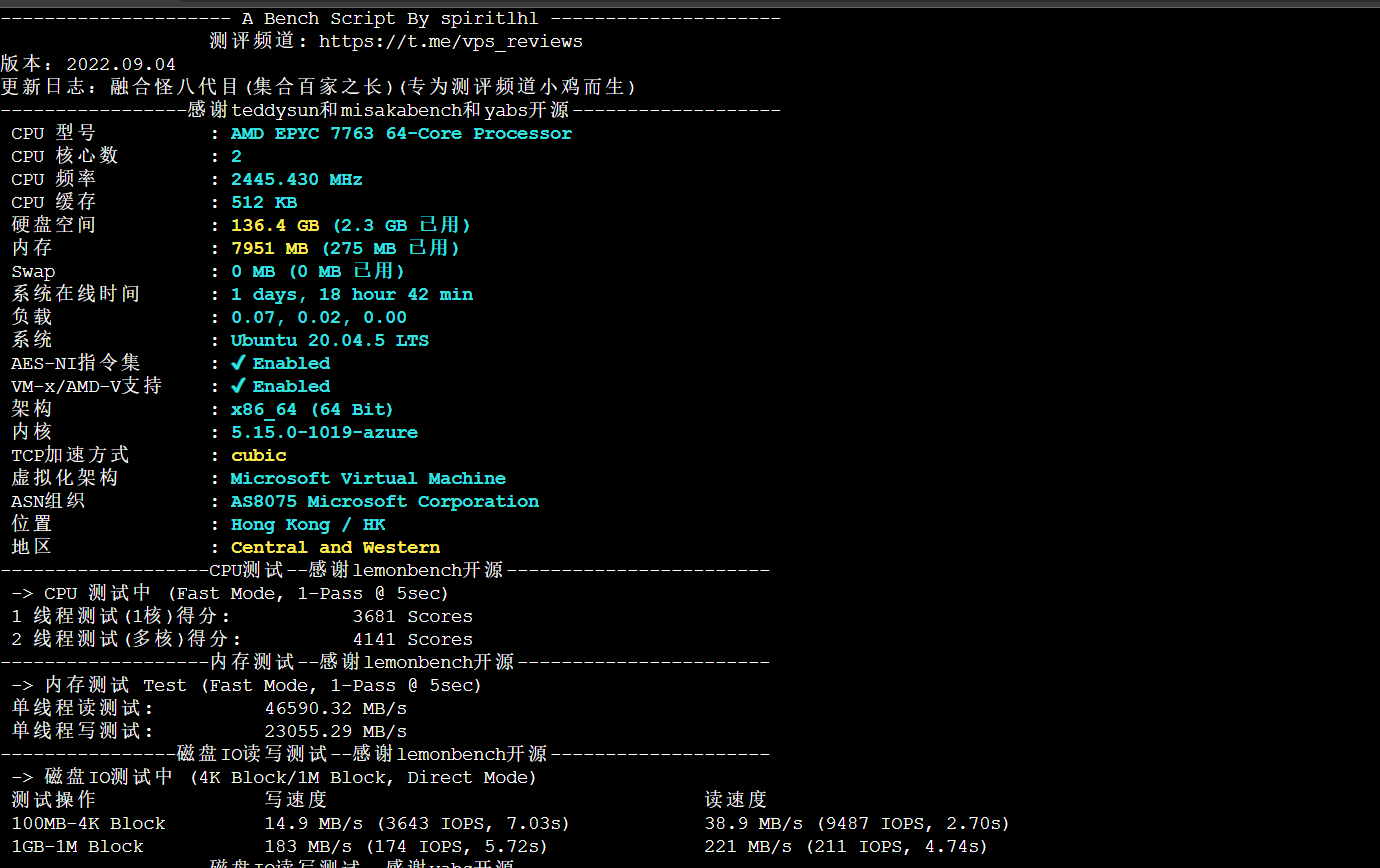 --------------------- A Bench Script By spiritlhl ---------------------
测评频道: https://t.me/vps_reviews
版本: 2022.09.04
更新日志: 融合怪八代目(集合百家之长)(专为测评频道小鸡而生)
-----------------感谢teddysun和misakabench和yabs开源-------------------
CPU 型号 : AMD EPYC 7763 64-Core Processor
CPU 核心数 : 2
CPU 频率 : 2445.430 MHz
CPU 缓存 : 512 KB
硬盘空间 : 136.4 GB (2.3 GB 已用)
内存 : 7951 MB (275 MB 已用)
Swap : 0 MB (0 MB 已用)
系统在线时间 : 1 days, 18 hour 42 min
负载 : 0.07, 0.02, 0.00
系统 : Ubuntu 20.04.5 LTS
AES-NI指令集 : ✔ Enabled
VM-x/AMD-V支持 : ✔ Enabled
架构 : x86_64 (64 Bit)
内核 : 5.15.0-1019-azure
TCP加速方式 : cubic
虚拟化架构 : Microsoft Virtual Machine
ASN组织 : AS8075 Microsoft Corporation
位置 : Hong Kong / HK
地区 : Central and Western
-------------------CPU测试--感谢lemonbench开源------------------------
-> CPU 测试中 (Fast Mode, 1-Pass @ 5sec)
1 线程测试(1核)得分: 3681 Scores
2 线程测试(多核)得分: 4141 Scores
-------------------内存测试--感谢lemonbench开源-----------------------
-> 内存测试 Test (Fast Mode, 1-Pass @ 5sec)
单线程读测试: 46590.32 MB/s
单线程写测试: 23055.29 MB/s
----------------磁盘IO读写测试--感谢lemonbench开源--------------------
-> 磁盘IO测试中 (4K Block/1M Block, Direct Mode)
测试操作 写速度 读速度
100MB-4K Block 14.9 MB/s (3643 IOPS, 7.03s) 38.9 MB/s (9487 IOPS, 2.70s)
1GB-1M Block 183 MB/s (174 IOPS, 5.72s) 221 MB/s (211 IOPS, 4.74s)
磁盘IO读写测试--感谢yabs开源